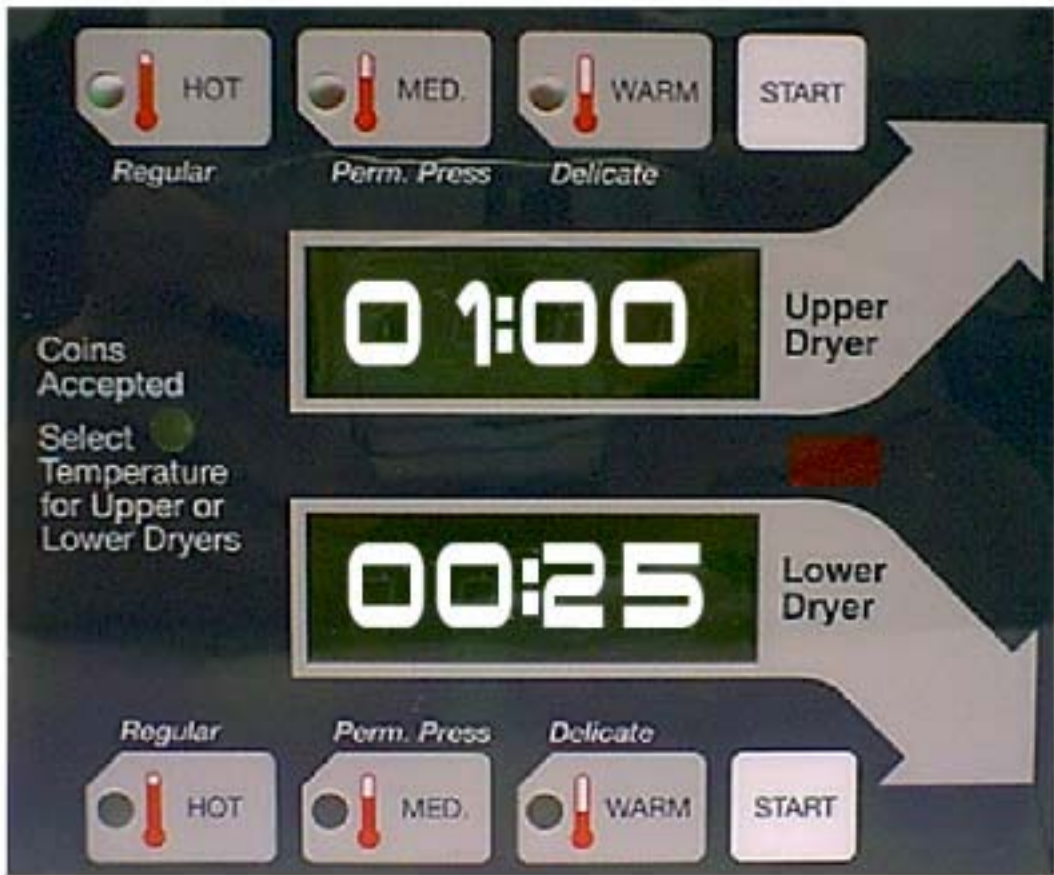 HOT
MED.
WARM
START
Regular
Perm. Press
Delicate
01:00
Upper
Dryer
Coins
Accepted
Select
Temperature
for Upper or
Lower Dryers
00:25
Lower
Dryer
Regular
Perm. Press
Delicate
HOT
MED.
WARM
START